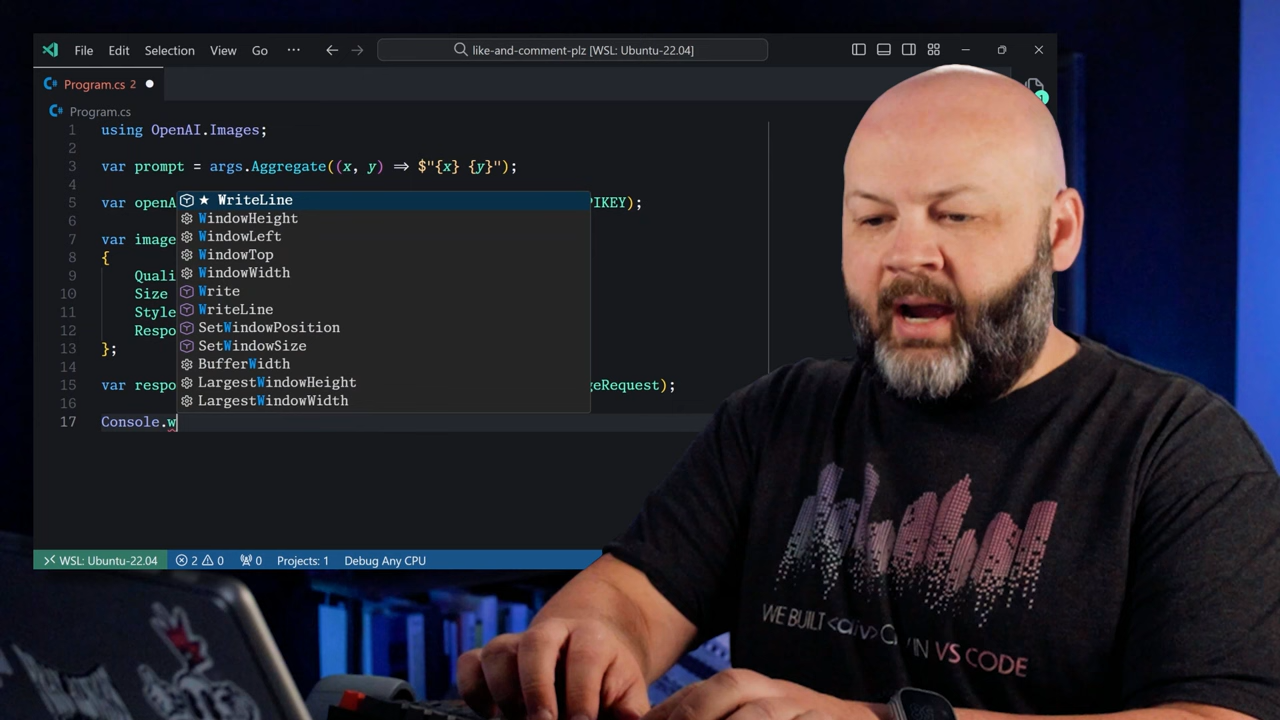 File Edit Selection View Go ··· like-and-comment-plz [WSL: Ubuntu-22.04]
Program.cs 2
Program.cs
1 using OpenAI.Images;
2
3 var prompt = args.Aggregate((x, y) => $"{x} {y}");
4
5 var openA PIKEY);
6
7 var image
8 {
9 Quali
10 Size
11 Style
12 Respo
13 };
14
15 var respo geRequest);
16
17 Console.w
★ WriteLine
WindowHeight
WindowLeft
WindowTop
WindowWidth
Write
WriteLine
SetWindowPosition
SetWindowSize
BufferWidth
LargestWindowHeight
LargestWindowWidth
WSL: Ubuntu-22.04 2 0 0 Projects: 1 Debug Any CPU
WE BUILT <div> C IN VS CODE